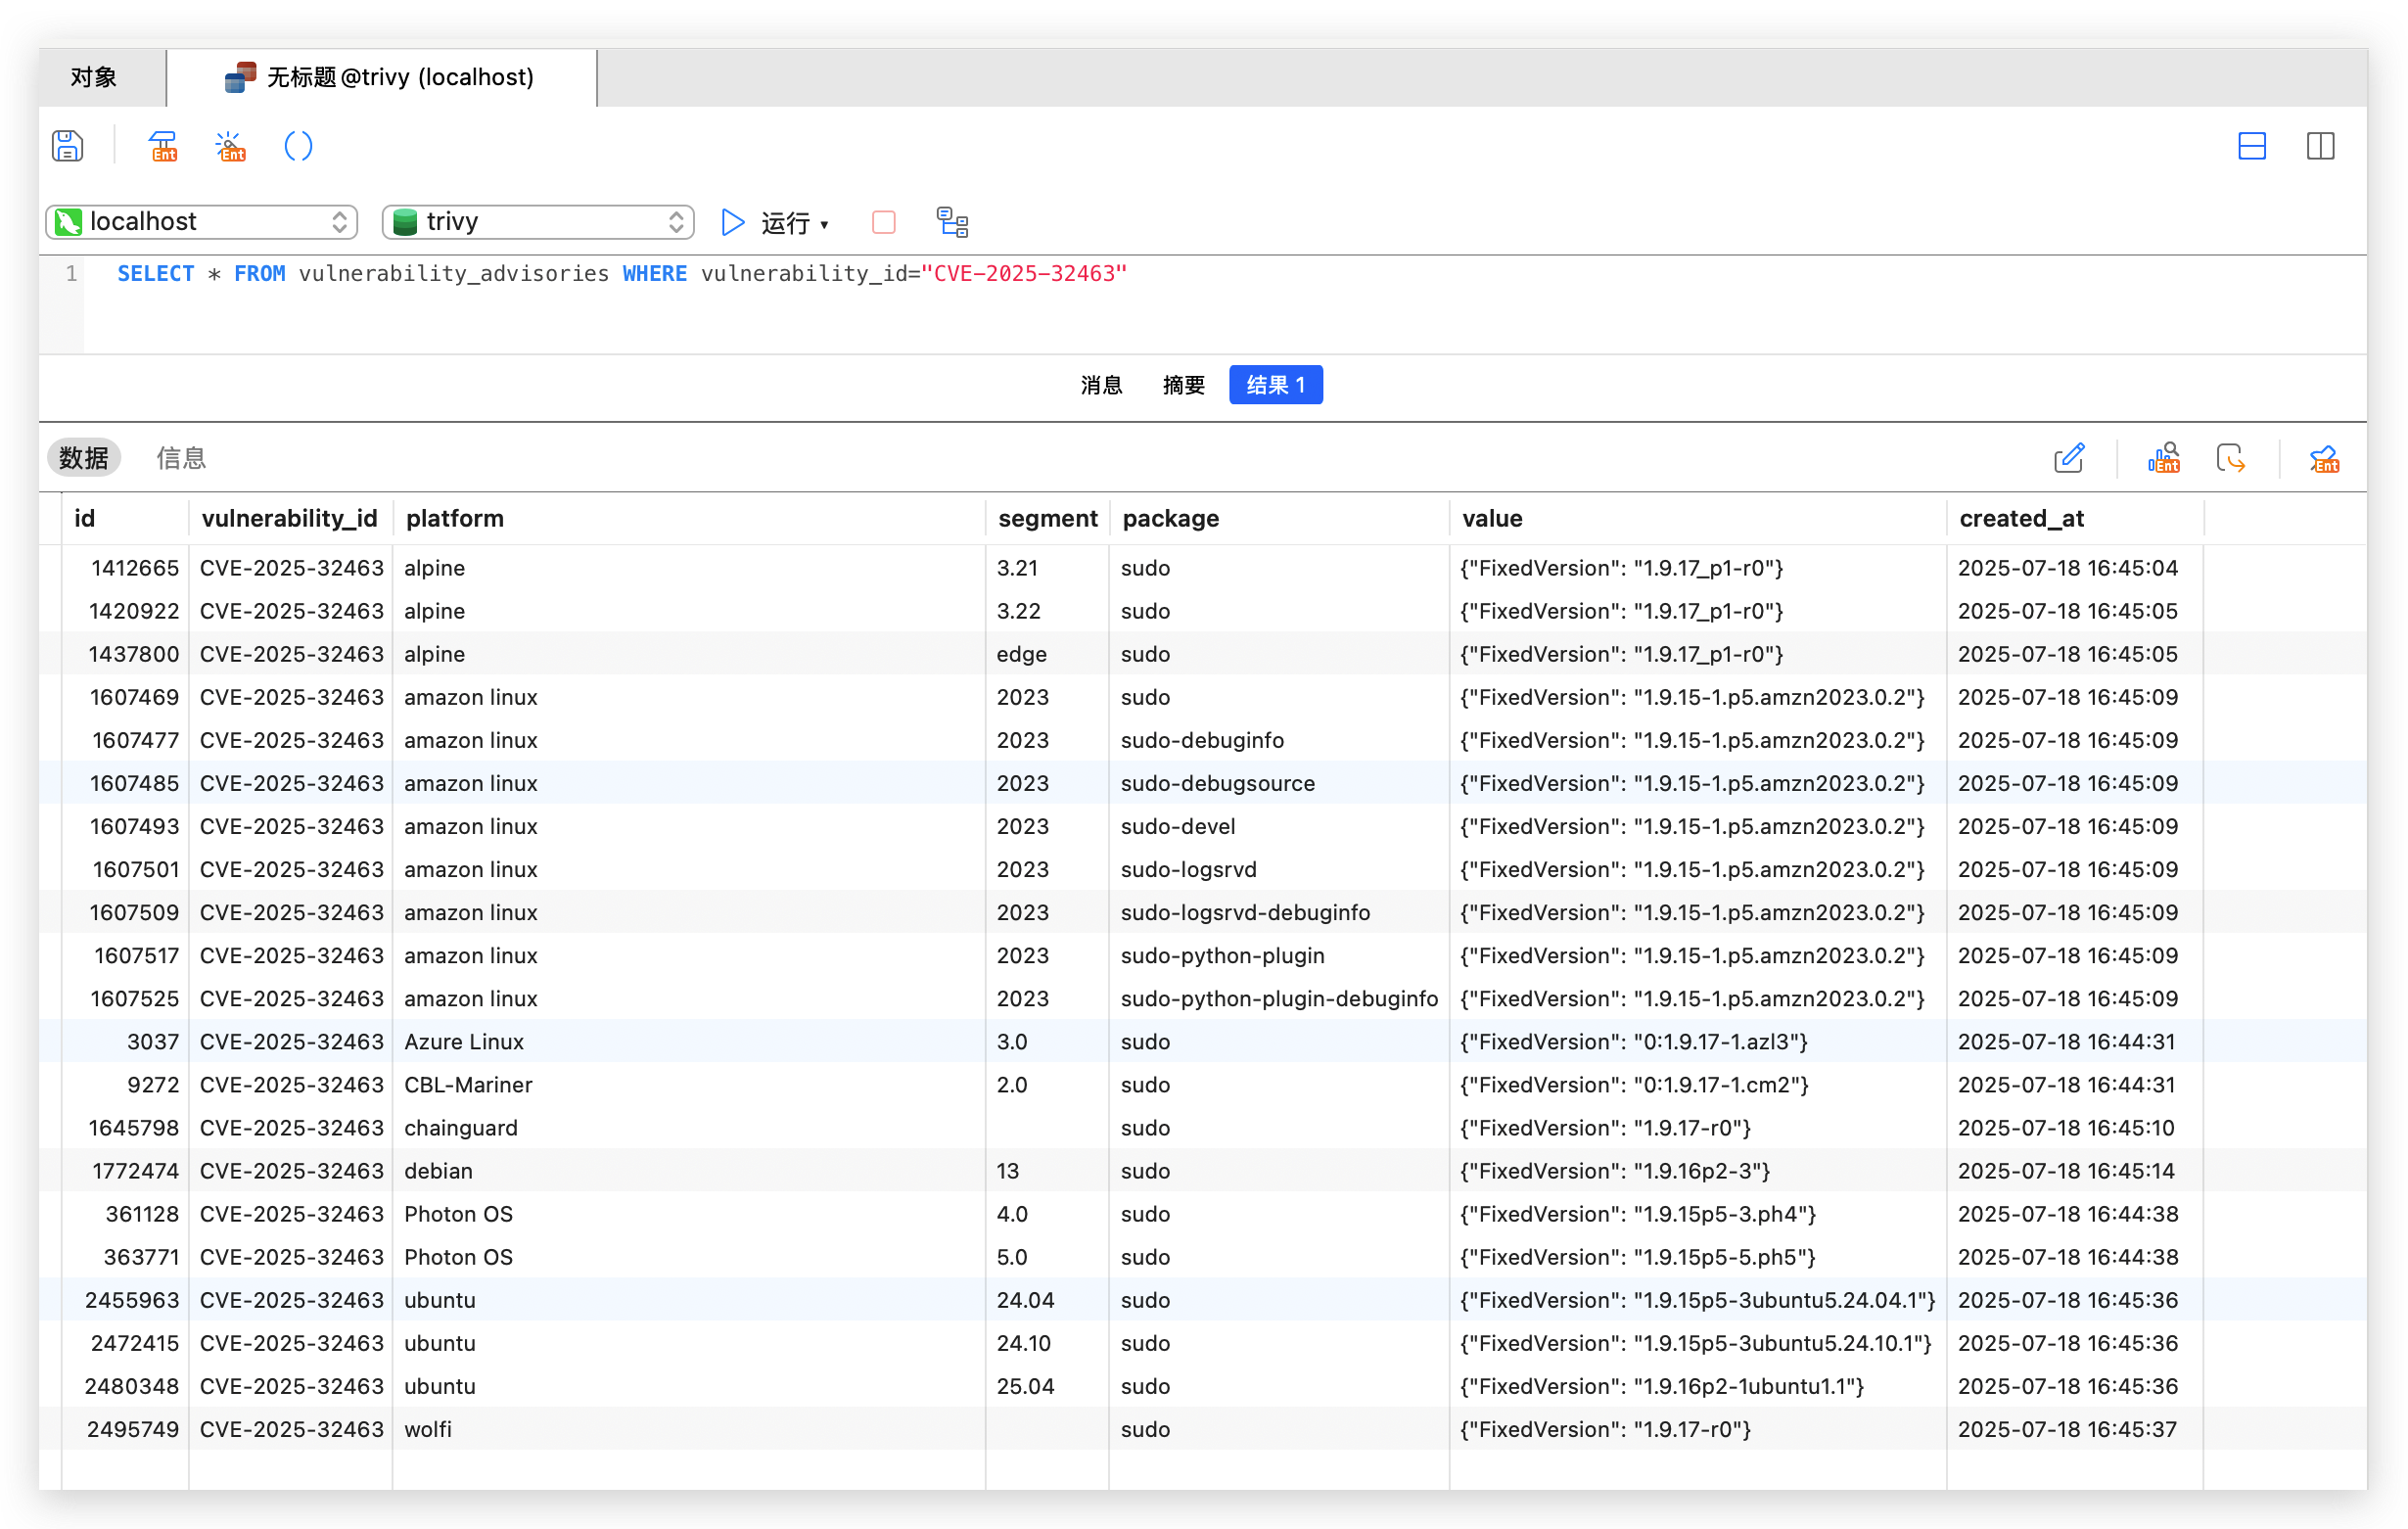 对象 无标题@trivy (localhost)
Ent Ent
localhost trivy 运行
1 SELECT * FROM vulnerability_advisories WHERE vulnerability_id="CVE-2025-32463"
消息 摘要 结果 1
数据 信息 Ent Ent
id vulnerability_id platform segment package value created_at
1412665 CVE-2025-32463 alpine 3.21 sudo {"FixedVersion": "1.9.17_p1-r0"} 2025-07-18 16:45:04
1420922 CVE-2025-32463 alpine 3.22 sudo {"FixedVersion": "1.9.17_p1-r0"} 2025-07-18 16:45:05
1437800 CVE-2025-32463 alpine edge sudo {"FixedVersion": "1.9.17_p1-r0"} 2025-07-18 16:45:05
1607469 CVE-2025-32463 amazon linux 2023 sudo {"FixedVersion": "1.9.15-1.p5.amzn2023.0.2"} 2025-07-18 16:45:09
1607477 CVE-2025-32463 amazon linux 2023 sudo-debuginfo {"FixedVersion": "1.9.15-1.p5.amzn2023.0.2"} 2025-07-18 16:45:09
1607485 CVE-2025-32463 amazon linux 2023 sudo-debugsource {"FixedVersion": "1.9.15-1.p5.amzn2023.0.2"} 2025-07-18 16:45:09
1607493 CVE-2025-32463 amazon linux 2023 sudo-devel {"FixedVersion": "1.9.15-1.p5.amzn2023.0.2"} 2025-07-18 16:45:09
1607501 CVE-2025-32463 amazon linux 2023 sudo-logsrvd {"FixedVersion": "1.9.15-1.p5.amzn2023.0.2"} 2025-07-18 16:45:09
1607509 CVE-2025-32463 amazon linux 2023 sudo-logsrvd-debuginfo {"FixedVersion": "1.9.15-1.p5.amzn2023.0.2"} 2025-07-18 16:45:09
1607517 CVE-2025-32463 amazon linux 2023 sudo-python-plugin {"FixedVersion": "1.9.15-1.p5.amzn2023.0.2"} 2025-07-18 16:45:09
1607525 CVE-2025-32463 amazon linux 2023 sudo-python-plugin-debuginfo {"FixedVersion": "1.9.15-1.p5.amzn2023.0.2"} 2025-07-18 16:45:09
3037 CVE-2025-32463 Azure Linux 3.0 sudo {"FixedVersion": "0:1.9.17-1.azl3"} 2025-07-18 16:44:31
9272 CVE-2025-32463 CBL-Mariner 2.0 sudo {"FixedVersion": "0:1.9.17-1.cm2"} 2025-07-18 16:44:31
1645798 CVE-2025-32463 chainguard sudo {"FixedVersion": "1.9.17-r0"} 2025-07-18 16:45:10
1772474 CVE-2025-32463 debian 13 sudo {"FixedVersion": "1.9.16p2-3"} 2025-07-18 16:45:14
361128 CVE-2025-32463 Photon OS 4.0 sudo {"FixedVersion": "1.9.15p5-3.ph4"} 2025-07-18 16:44:38
363771 CVE-2025-32463 Photon OS 5.0 sudo {"FixedVersion": "1.9.15p5-5.ph5"} 2025-07-18 16:44:38
2455963 CVE-2025-32463 ubuntu 24.04 sudo {"FixedVersion": "1.9.15p5-3ubuntu5.24.04.1"} 2025-07-18 16:45:36
2472415 CVE-2025-32463 ubuntu 24.10 sudo {"FixedVersion": "1.9.15p5-3ubuntu5.24.10.1"} 2025-07-18 16:45:36
2480348 CVE-2025-32463 ubuntu 25.04 sudo {"FixedVersion": "1.9.16p2-1ubuntu1.1"} 2025-07-18 16:45:36
2495749 CVE-2025-32463 wolfi sudo {"FixedVersion": "1.9.17-r0"} 2025-07-18 16:45:37